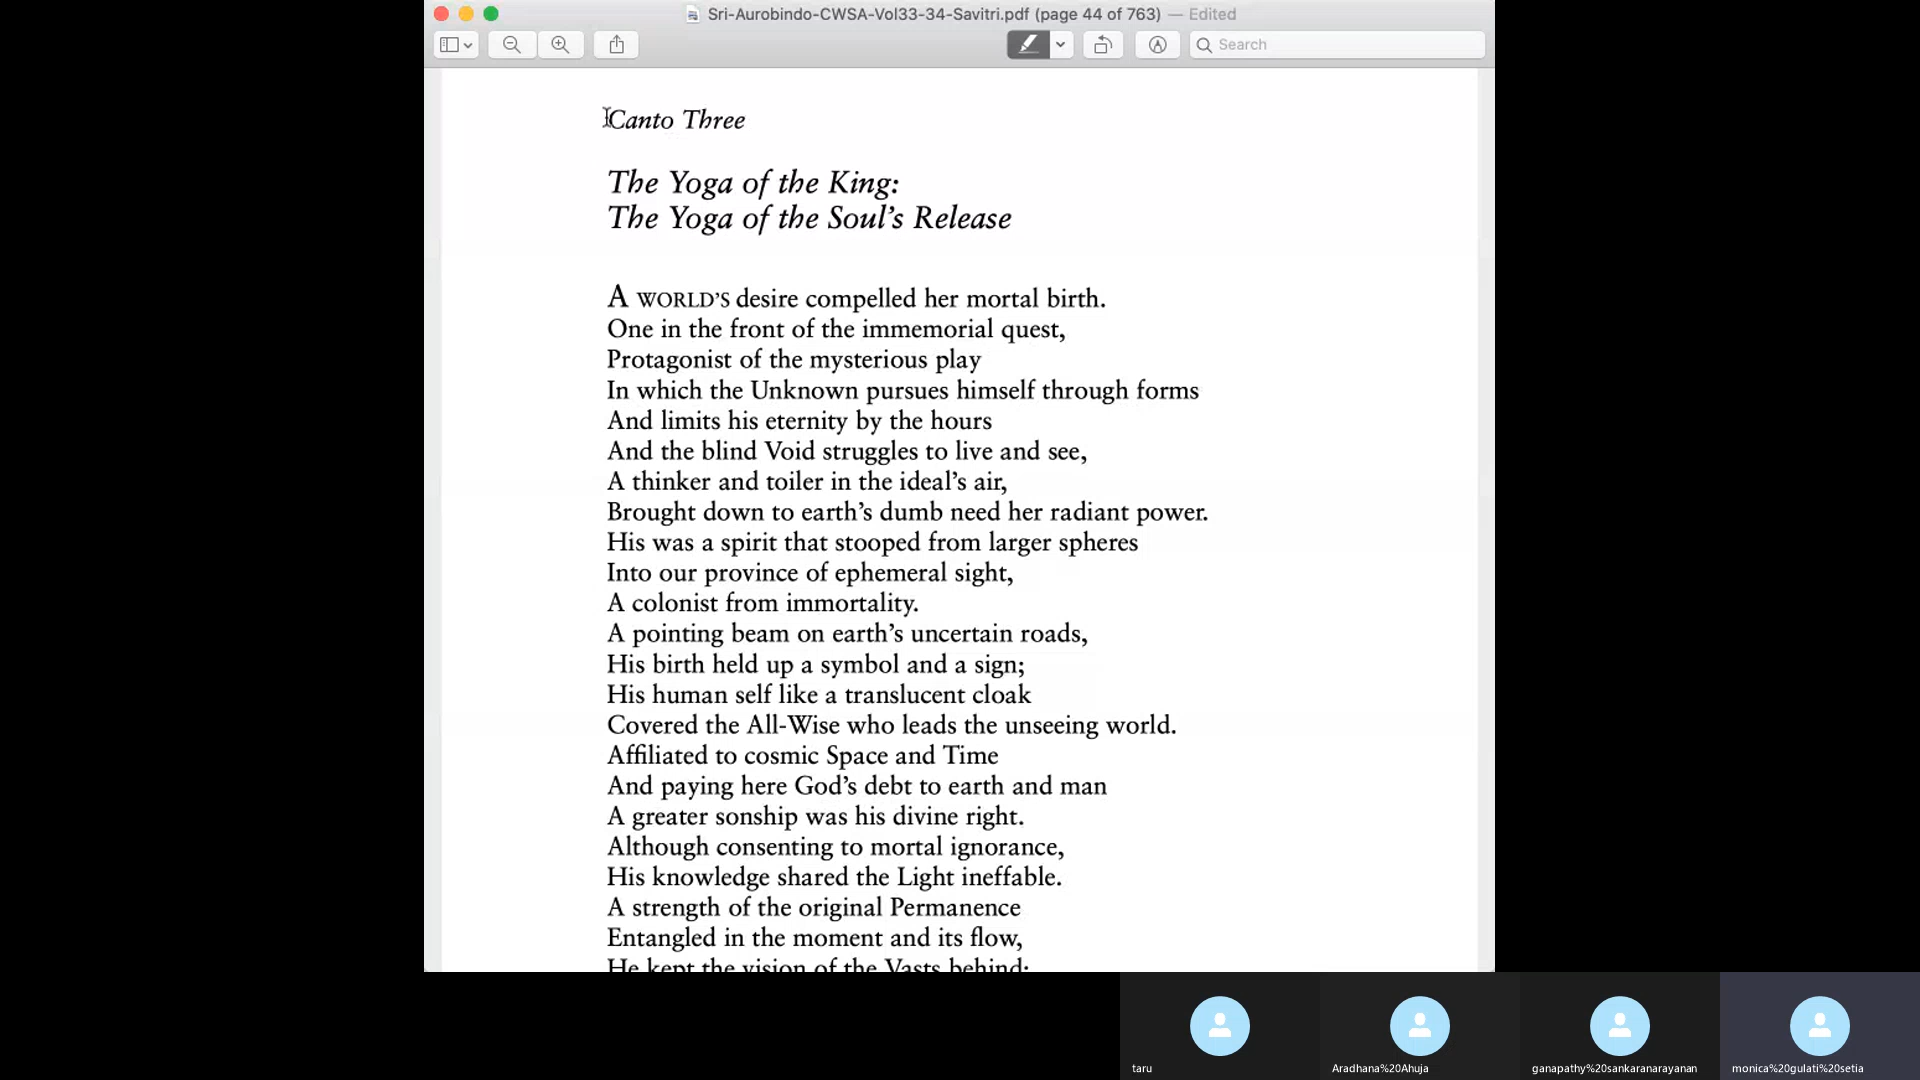 Sri-Aurobindo-CWSA-Vol33-34-Savitri.pdf (page 44 of 763) — Edited
Search
Canto Three
The Yoga of the King:
The Yoga of the Soul's Release
A WORLD'S desire compelled her mortal birth.
One in the front of the immemorial quest,
Protagonist of the mysterious play
In which the Unknown pursues himself through forms
And limits his eternity by the hours
And the blind Void struggles to live and see,
A thinker and toiler in the ideal's air,
Brought down to earth's dumb need her radiant power.
His was a spirit that stooped from larger spheres
Into our province of ephemeral sight,
A colonist from immortality.
A pointing beam on earth's uncertain roads,
His birth held up a symbol and a sign;
His human self like a translucent cloak
Covered the All-Wise who leads the unseeing world.
Affiliated to cosmic Space and Time
And paying here God's debt to earth and man
A greater sonship was his divine right.
Although consenting to mortal ignorance,
His knowledge shared the Light ineffable.
A strength of the original Permanence
Entangled in the moment and its flow,
He kept the vision of the Vasts behind:
taru
Aradhana%20Ahuja
ganapathy%20sankaranarayanan
monica%20gulati%20setia